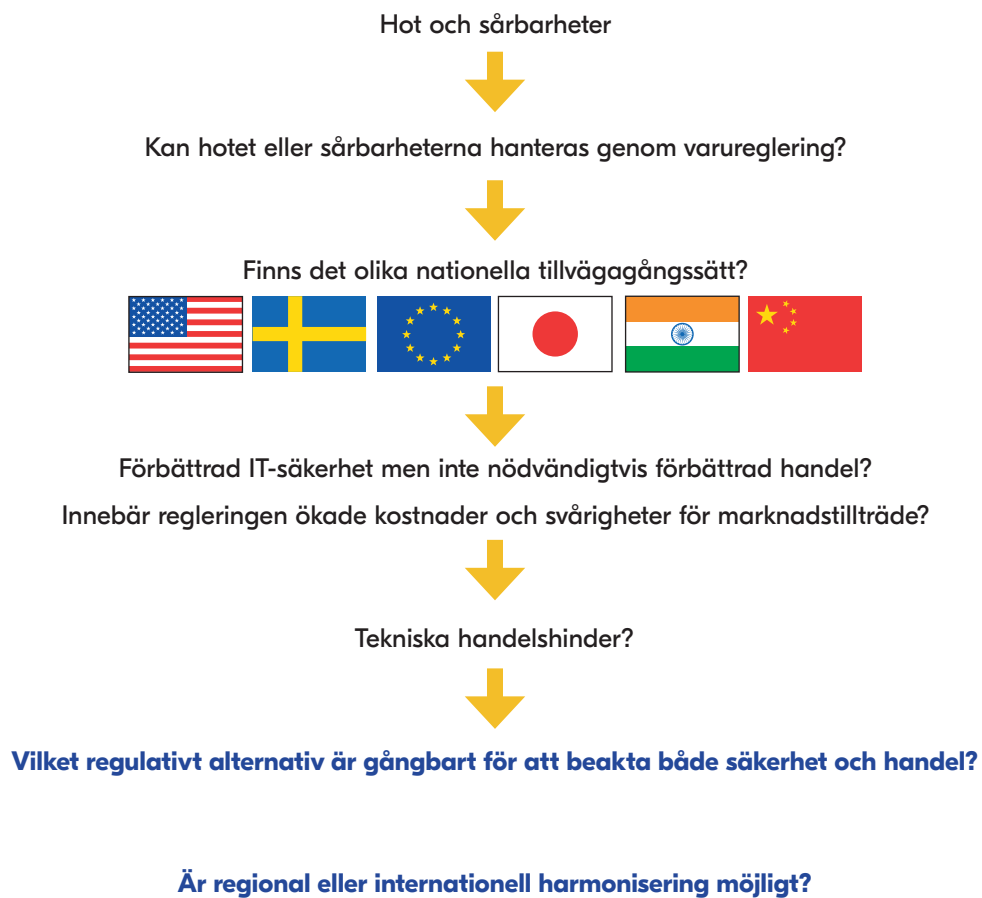 Hot och sårbarheter
Kan hotet eller sårbarheterna hanteras genom varureglering?
Finns det olika nationella tillvägagångssätt?
Förbättrad IT-säkerhet men inte nödvändigtvis förbättrad handel?
Innebär regleringen ökade kostnader och svårigheter för marknadstillträde?
Tekniska handelshinder?
Vilket regulativt alternativ är gångbart för att beakta både säkerhet och handel?
Är regional eller internationell harmonisering möjligt?